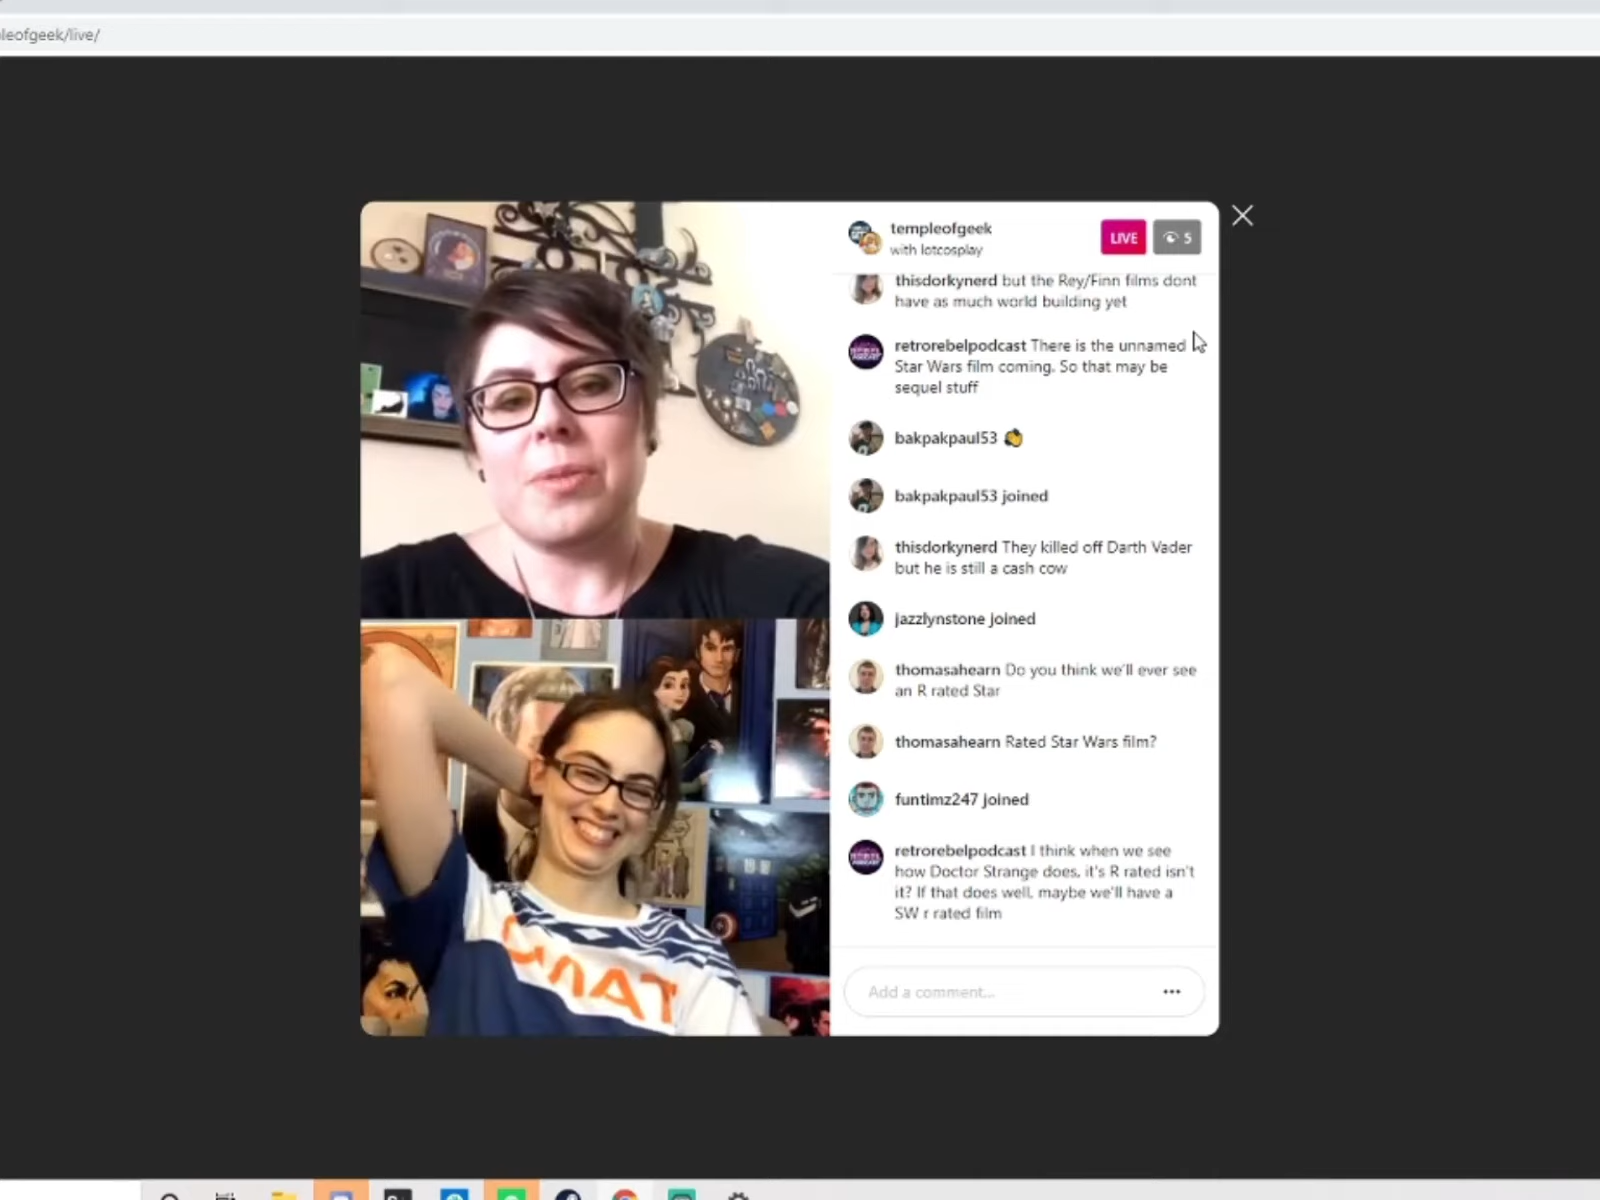 leofgeek/live/
templeofgeek
with lotcosplay
LIVE
5
thisdorkynerd but the Rey/Finn films dont
have as much world building yet
retrorebelpodcast There is the unnamed
Star Wars film coming. So that may be
sequel stuff
bakpakpaul53
bakpakpaul53 joined
thisdorkynerd They killed off Darth Vader
but he is still a cash cow
jazzlynstone joined
thomasahearn Do you think we'll ever see
an R rated Star
thomasahearn Rated Star Wars film?
funtimz247 joined
retrorebelpodcast I think when we see
how Doctor Strange does, it's R rated isn't
it? If that does well, maybe we'll have a
SW r rated film
Add a comment...